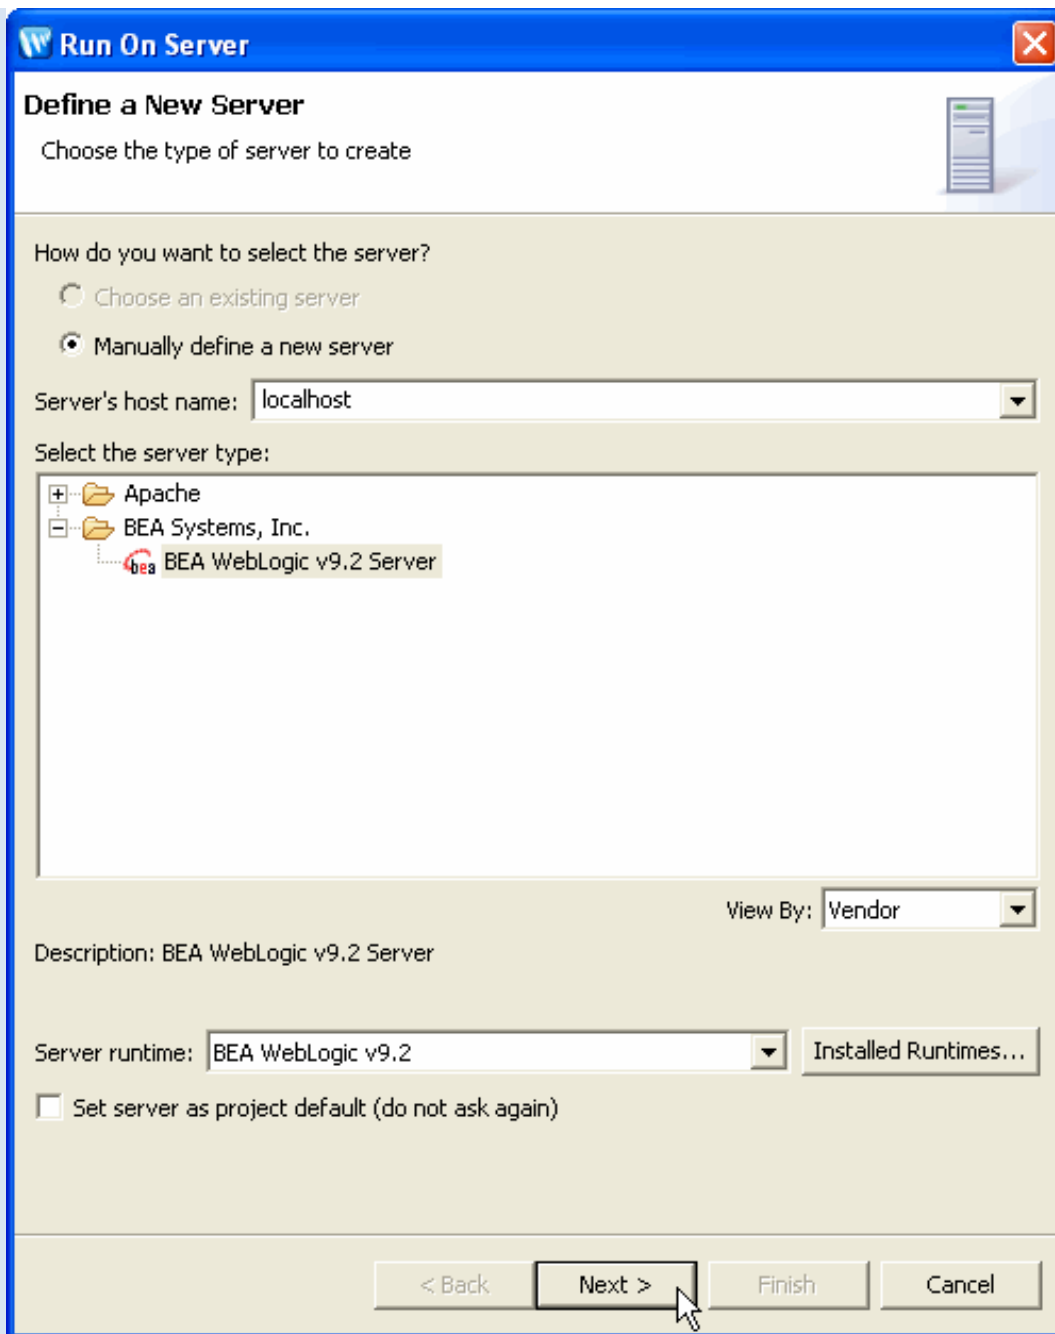 Run On Server
Define a New Server
Choose the type of server to create
How do you want to select the server?
Choose an existing server
Manually define a new server
Server's host name: localhost
Select the server type:
Apache
BEA Systems, Inc.
bea BEA WebLogic v9.2 Server
View By: Vendor
Description: BEA WebLogic v9.2 Server
Server runtime: BEA WebLogic v9.2 Installed Runtimes...
Set server as project default (do not ask again)
< Back Next > Finish Cancel